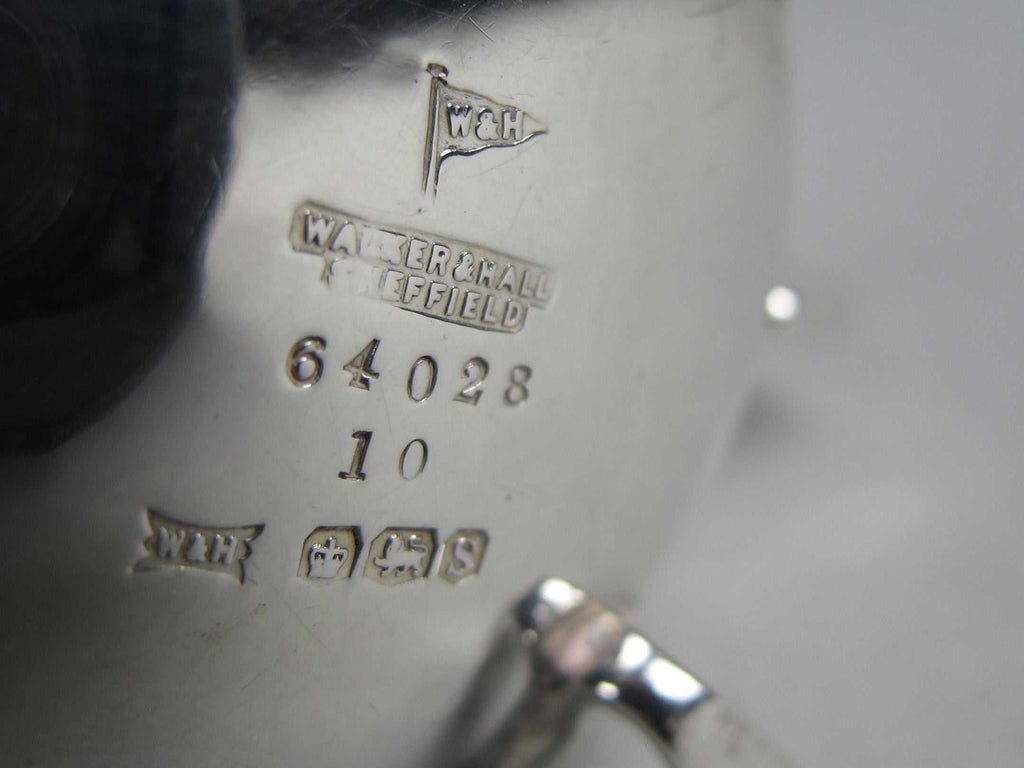 W&H
WALKER & HALL
SHEFFIELD
64028
10
W&H S